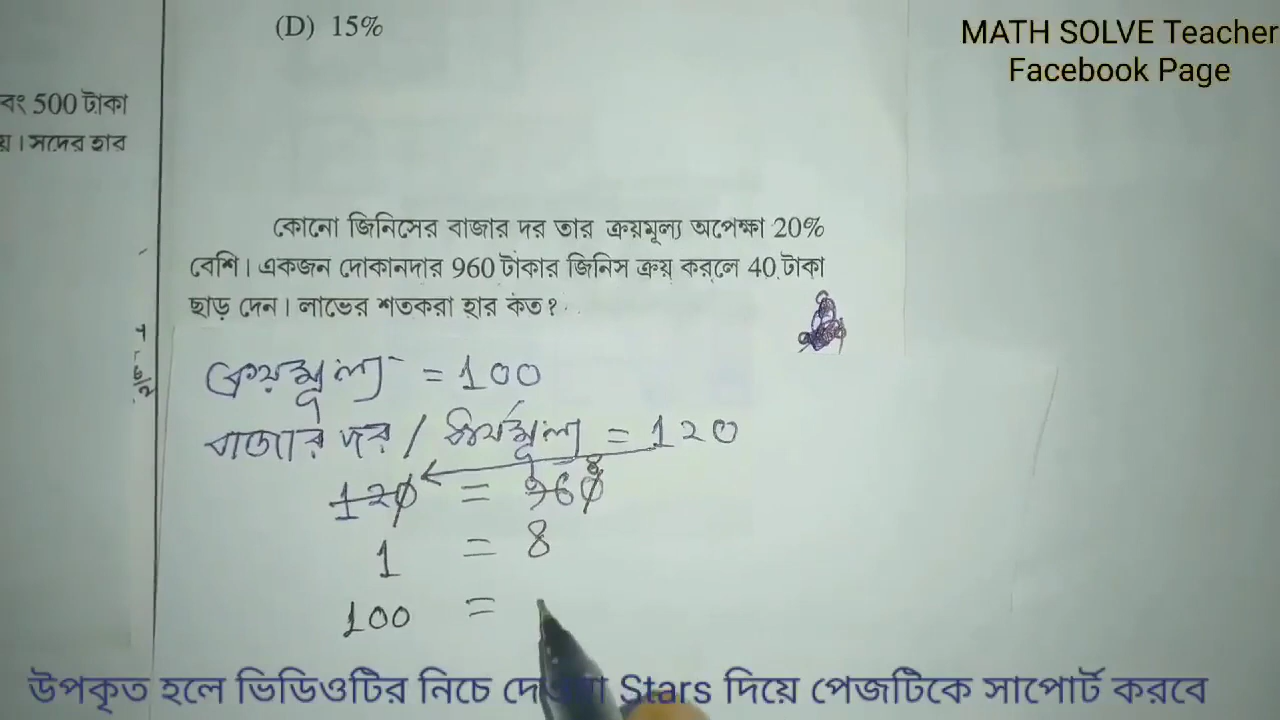 (D) 15%
MATH SOLVE Teacher
Facebook Page
বং 500 টাকা
য়। সদের হার
কোনো জিনিসের বাজার দর তার ক্রয়মূল্য অপেক্ষা 20%
বেশি। একজন দোকানদার 960 টাকার জিনিস ক্রয় করলে 40 টাকা
ছাড় দেন। লাভের শতকরা হার কত?
ক্রয়মূল্য = 100
বাজার দর / ধার্যমূল্য = 120
120 = 960
8
1 = 8
100 =
উপকৃত হলে ভিডিওটির নিচে Stars দিয়ে পেজটিকে সাপোর্ট করবে